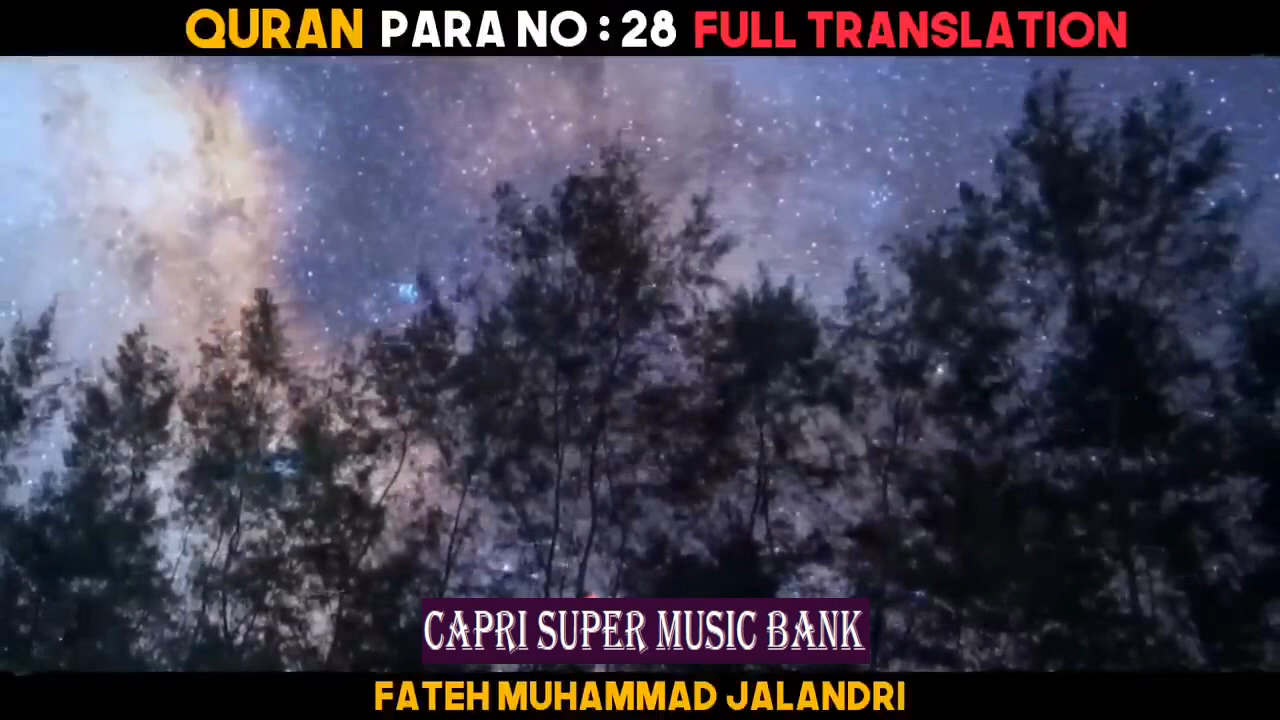 QURAN PARA NO : 28 FULL TRANSLATION
CAPRI SUPER MUSIC BANK
FATEH MUHAMMAD JALANDRI